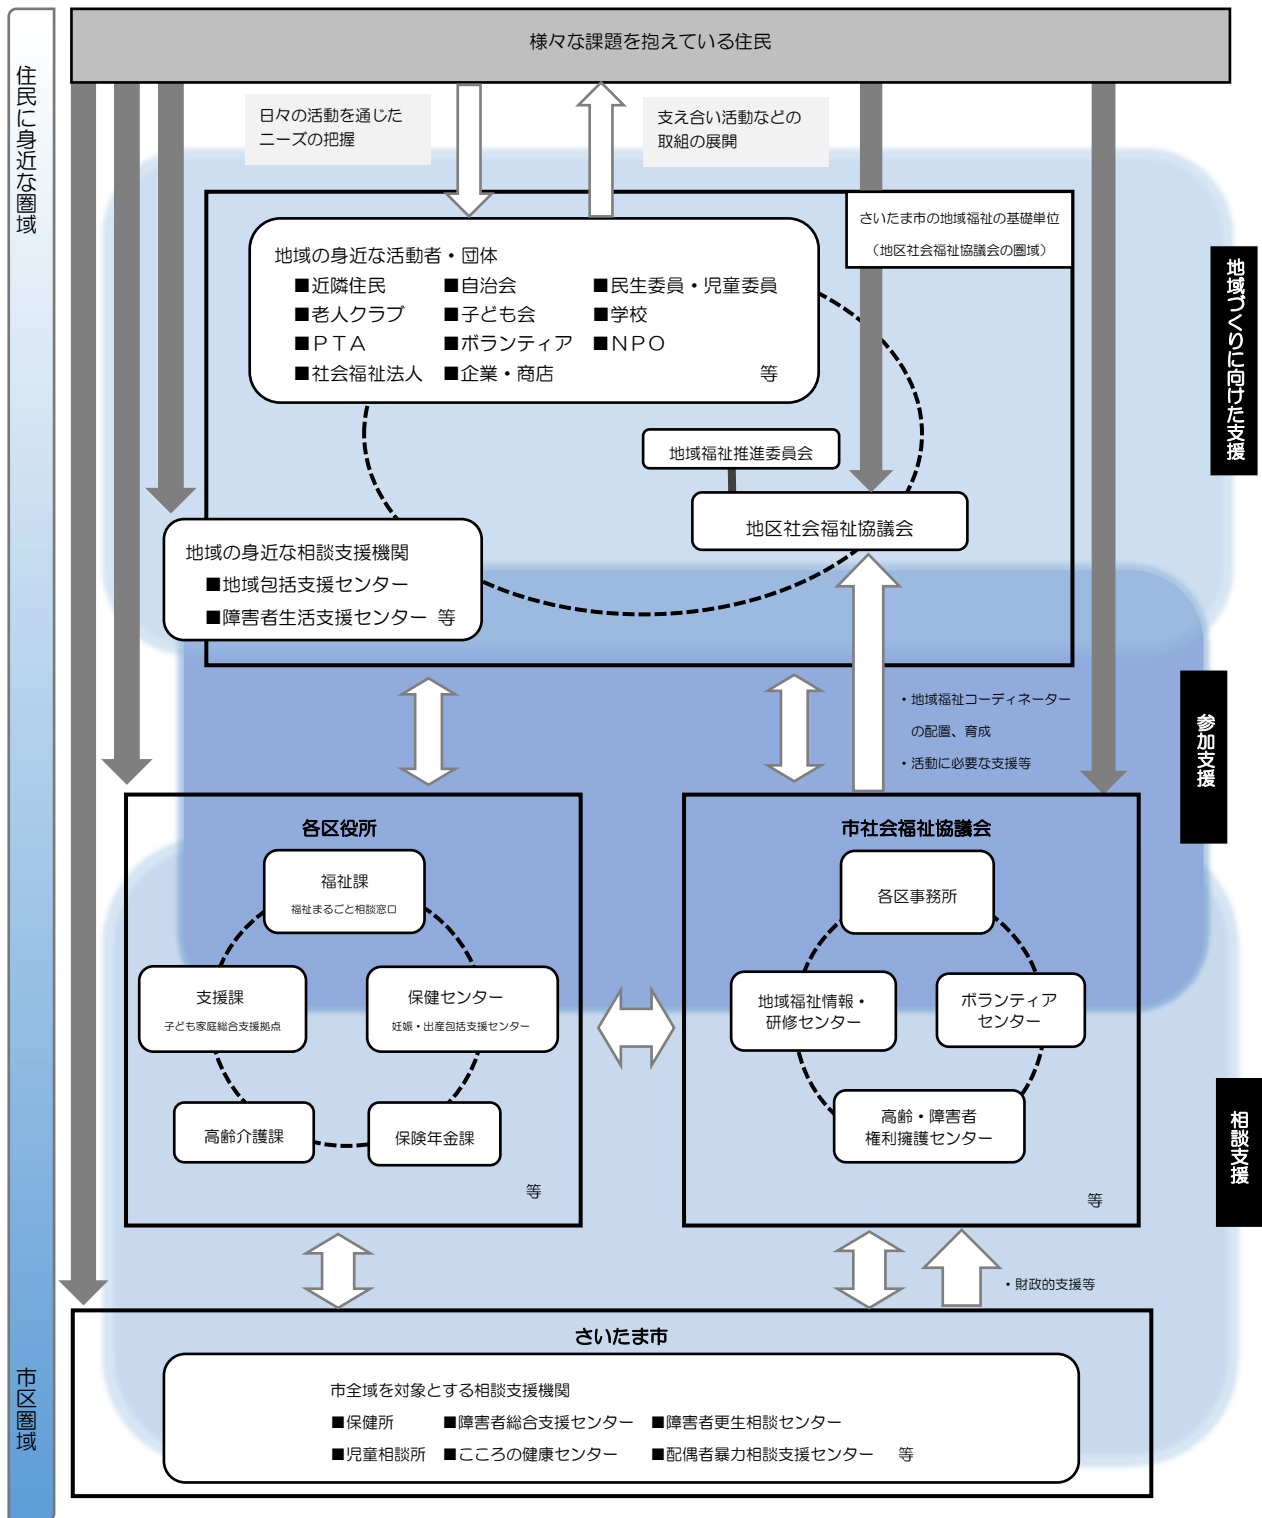 様々な課題を抱えている住民
住民に身近な圏域
日々の活動を通じた
ニーズの把握
支え合い活動などの
取組の展開
さいたま市の地域福祉の基礎単位
（地区社会福祉協議会の圏域）
地域の身近な活動者・団体
■近隣住民 ■自治会 ■民生委員・児童委員
■老人クラブ ■子ども会 ■学校
■ＰＴＡ ■ボランティア ■ＮＰＯ
■社会福祉法人 ■企業・商店 等
地域づくりに向けた支援
地域福祉推進委員会
地区社会福祉協議会
地域の身近な相談支援機関
■地域包括支援センター
■障害者生活支援センター 等
・地域福祉コーディネーター
の配置、育成
・活動に必要な支援等
参加支援
各区役所
福祉課
福祉まるごと相談窓口
支援課
子ども家庭総合支援拠点
保健センター
妊娠・出産包括支援センター
高齢介護課
保険年金課
等
市社会福祉協議会
各区事務所
地域福祉情報・
研修センター
ボランティア
センター
高齢・障害者
権利擁護センター
等
相談支援
・財政的支援等
さいたま市
市全域を対象とする相談支援機関
■保健所 ■障害者総合支援センター ■障害者更生相談センター
■児童相談所 ■こころの健康センター ■配偶者暴力相談支援センター 等
市区圏域